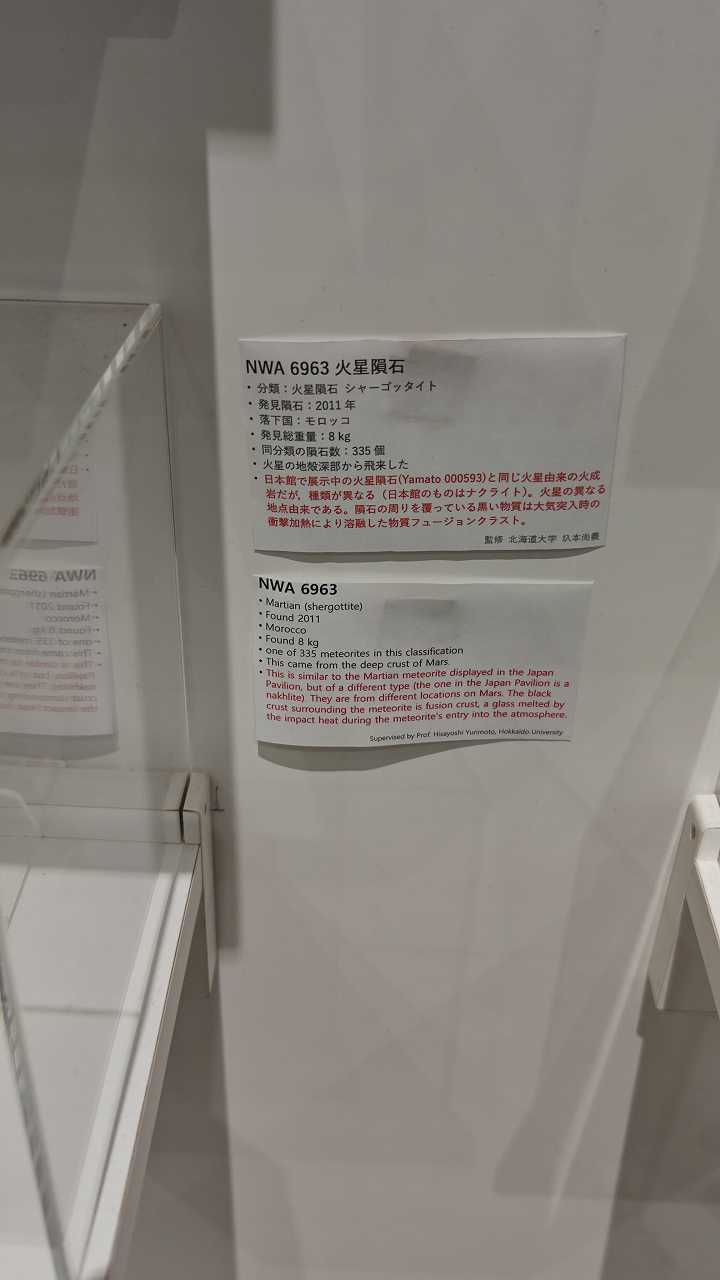 NWA 6963 火星隕石
・分類：火星隕石 シャーゴッタイト
・発見隕石：2011 年
・落下国：モロッコ
・発見総重量：8 kg
・同分類の隕石数：335 個
・火星の地殻深部から飛来した
・日本館で展示中の火星隕石(Yamato 000593)と同じ火星由来の火成
岩だが、種類が異なる（日本館のものはナクライト）。火星の異なる
地点由来である。隕石の周りを覆っている黒い物質は大気突入時の
衝撃加熱により溶融した物質フュージョンクラスト。
監修 北海道大学 圦本尚義
NWA 6963
• Martian (shergottite)
• Found 2011
• Morocco
• Found 8 kg
• one of 335 meteorites in this classification
• This came from the deep crust of Mars.
• This is similar to the Martian meteorite displayed in the Japan
Pavilion, but of a different type (the one in the Japan Pavilion is a
nakhlite) They are from different locations on Mars. The black
crust surrounding the meteorite is fusion crust, a glass melted by
the impact heat during the meteorite's entry into the atmosphere.
Supervised by Prof. Hisayoshi Yurimoto, Hokkaido University